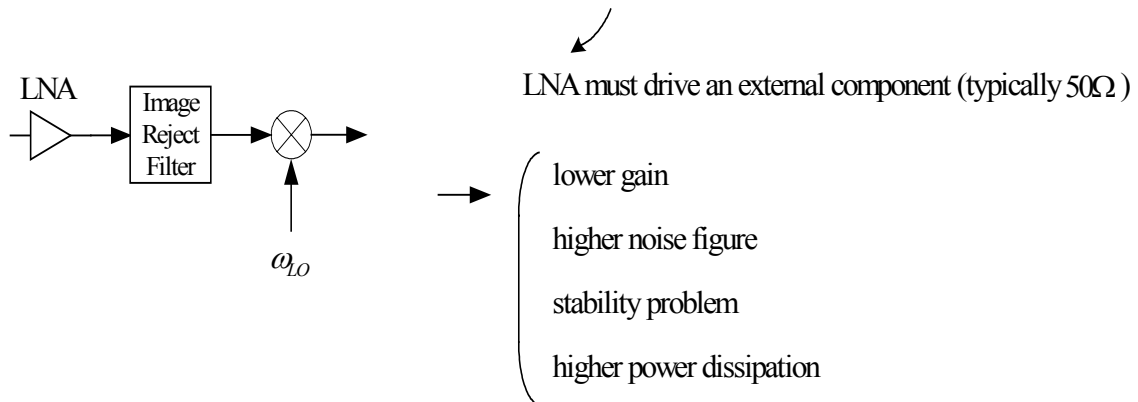 LNA must drive an external component (typically 50Ω )
LNA
Image
Reject
Filter
ω_LO
lower gain
higher noise figure
stability problem
higher power dissipation